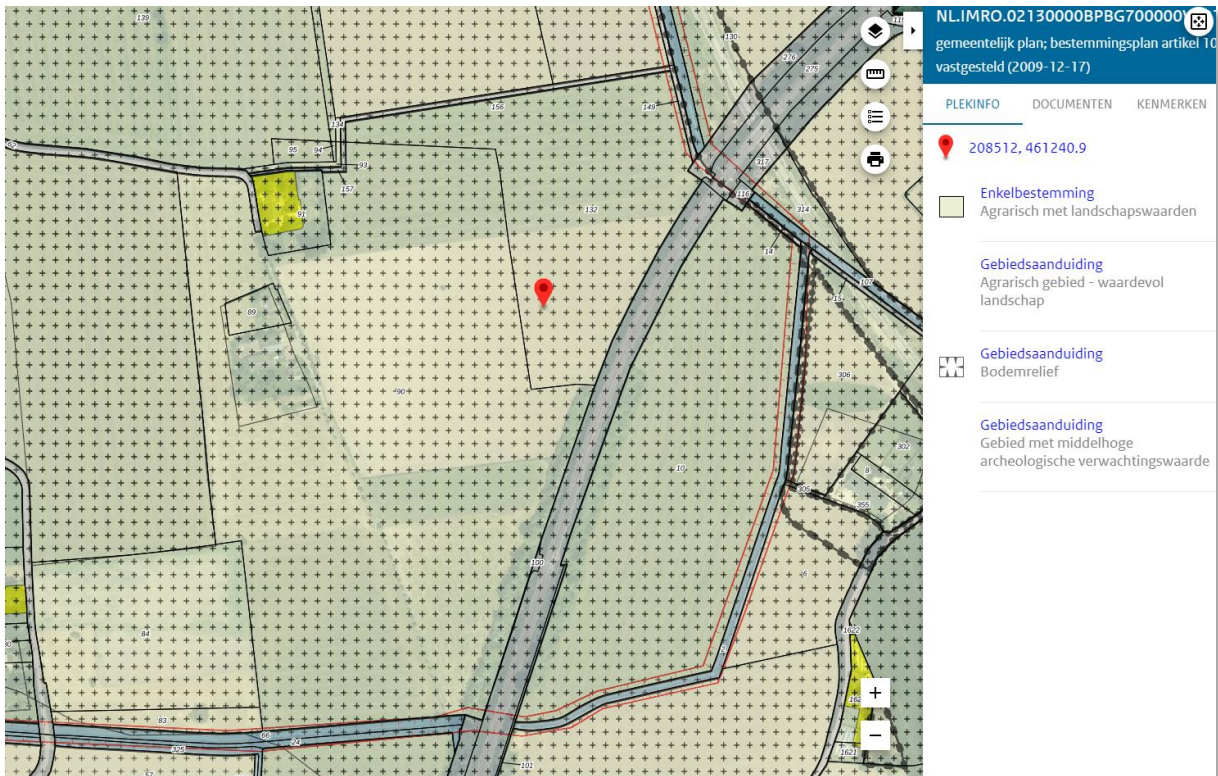 NL.IMRO.02130000BPBG700000
gemeentelijk plan; bestemmingsplan artikel 10
vastgesteld (2009-12-17)
PLEKINFO DOCUMENTEN KENMERKEN
208512, 461240.9
Enkelbestemming
Agrarisch met landschapswaarden
Gebiedsaanduiding
Agrarisch gebied - waardevol
landschap
Gebiedsaanduiding
Bodemrelief
Gebiedsaanduiding
Gebied met middelhoge
archeologische verwachtingswaarde
139
130
276
275
156
149
134
95 94
93
317
157
116
91
132
314
14
107
15
89
306
90
302
10
8
305
355
100
6
84
1622
2
83
66
24
325
1621
101
57
+
−